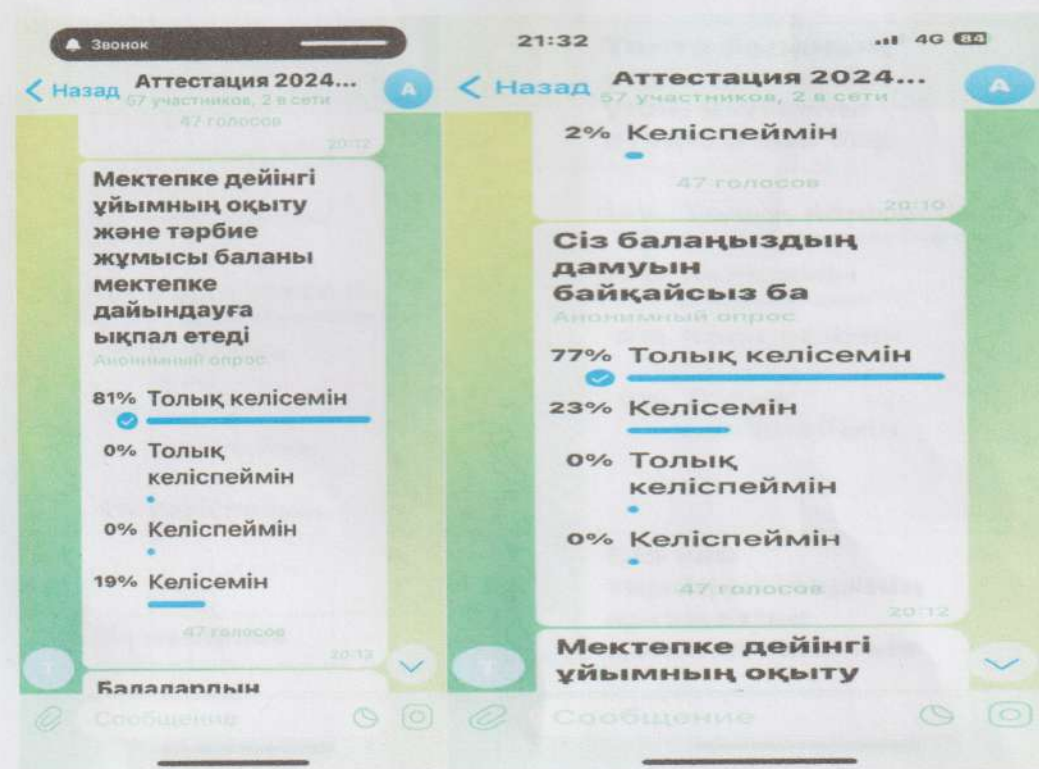 Звонок
Назад
Аттестация 2024...
57 участников, 2 в сети
А
47 голосов
20:12
Мектепке дейінгі
ұйымның оқыту
және тәрбие
жұмысы баланы
мектепке
дайындауға
ықпал етеді
Анонимный опрос
81% Толық келісемін
0% Толық
келіспеймін
0% Келіспеймін
19% Келісемін
47 голосов
20:13
Балалардың
Сообщение
21:32
4G 84
Назад
Аттестация 2024...
57 участников, 2 в сети
А
2% Келіспеймін
47 голосов
20:10
Сіз балаңыздың
дамуын
байқайсыз ба
Анонимный опрос
77% Толық келісемін
23% Келісемін
0% Толық
келіспеймін
0% Келіспеймін
47 голосов
20:12
Мектепке дейінгі
ұйымның оқыту
Сообщение